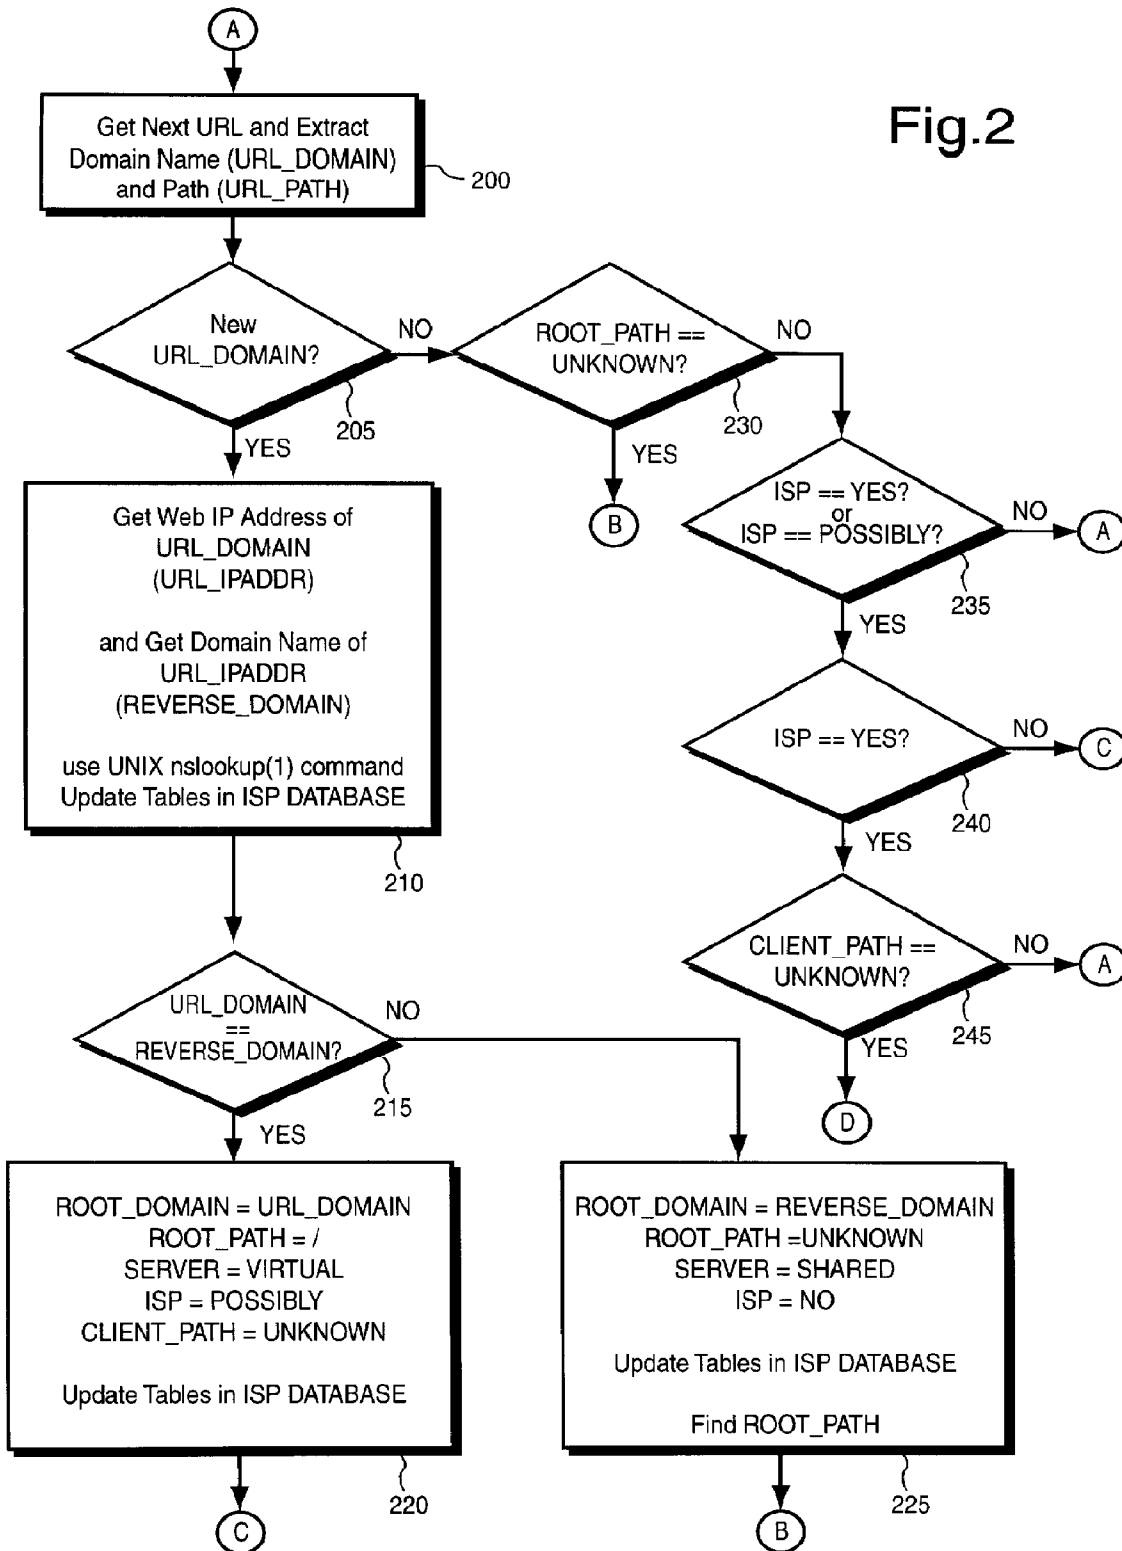 A
Fig.2
Get Next URL and Extract
Domain Name (URL_DOMAIN)
and Path (URL_PATH)
200
New
URL_DOMAIN?
NO
205
YES
ROOT_PATH ==
UNKNOWN?
NO
230
YES
B
ISP == YES?
or
ISP == POSSIBLY?
NO
A
235
YES
Get Web IP Address of
URL_DOMAIN
(URL_IPADDR)
and Get Domain Name of
URL_IPADDR
(REVERSE_DOMAIN)
use UNIX nslookup(1) command
Update Tables in ISP DATABASE
210
ISP == YES?
NO
C
240
YES
CLIENT_PATH ==
UNKNOWN?
NO
A
245
YES
D
URL_DOMAIN
==
REVERSE_DOMAIN?
NO
215
YES
ROOT_DOMAIN = URL_DOMAIN
ROOT_PATH = /
SERVER = VIRTUAL
ISP = POSSIBLY
CLIENT_PATH = UNKNOWN
Update Tables in ISP DATABASE
220
C
ROOT_DOMAIN = REVERSE_DOMAIN
ROOT_PATH =UNKNOWN
SERVER = SHARED
ISP = NO
Update Tables in ISP DATABASE
Find ROOT_PATH
225
B